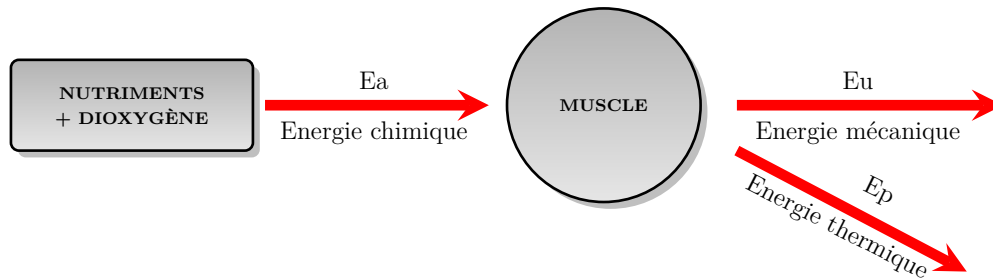 NUTRIMENTS
+ DIOXYGÈNE
Ea
Energie chimique
MUSCLE
Eu
Energie mécanique
Ep
Energie thermique